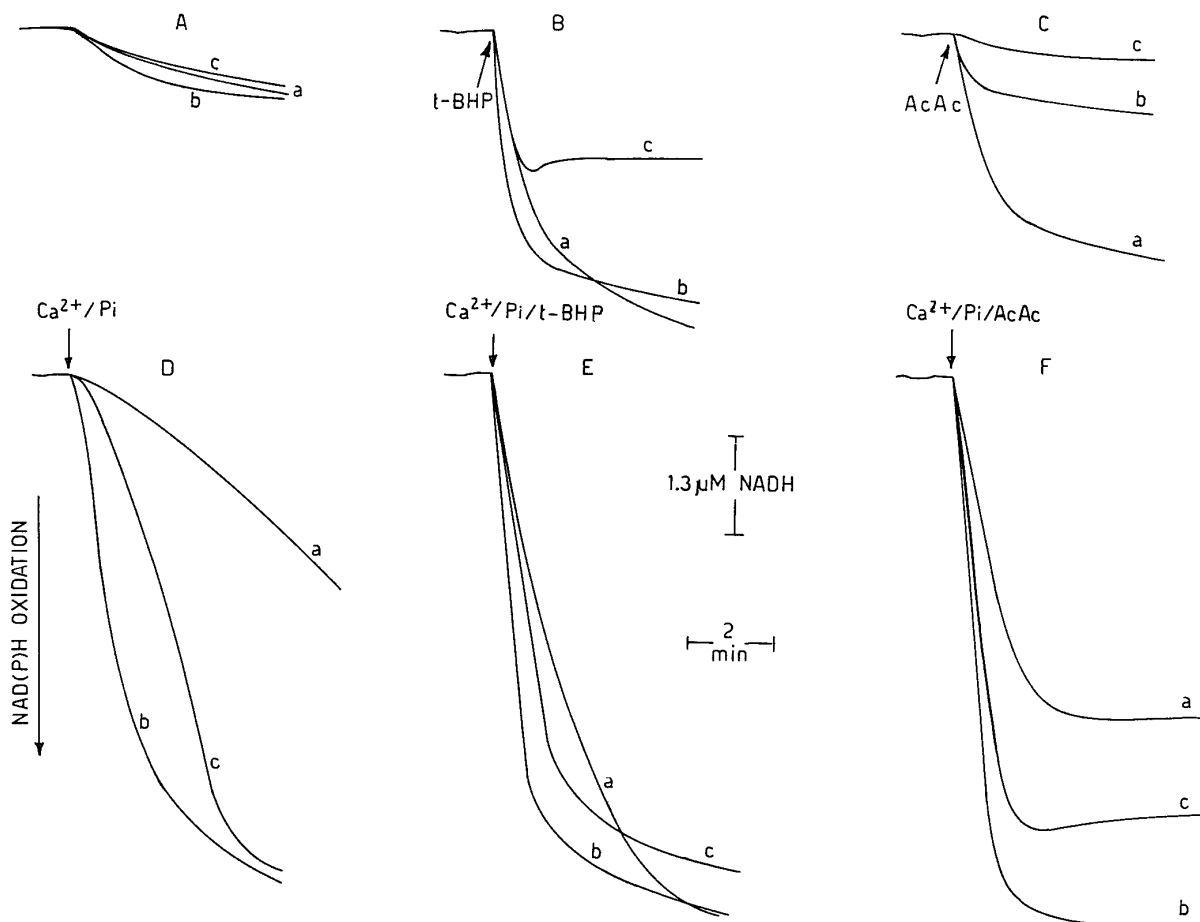 A
c
a
b
B
t-BHP
c
a
b
C
AcAc
c
b
a
Ca²⁺/Pi
D
a
b
c
NAD(P)H OXIDATION
Ca²⁺/Pi/t-BHP
E
a
c
b
1.3 µM NADH
2
min
Ca²⁺/Pi/AcAc
F
a
c
b